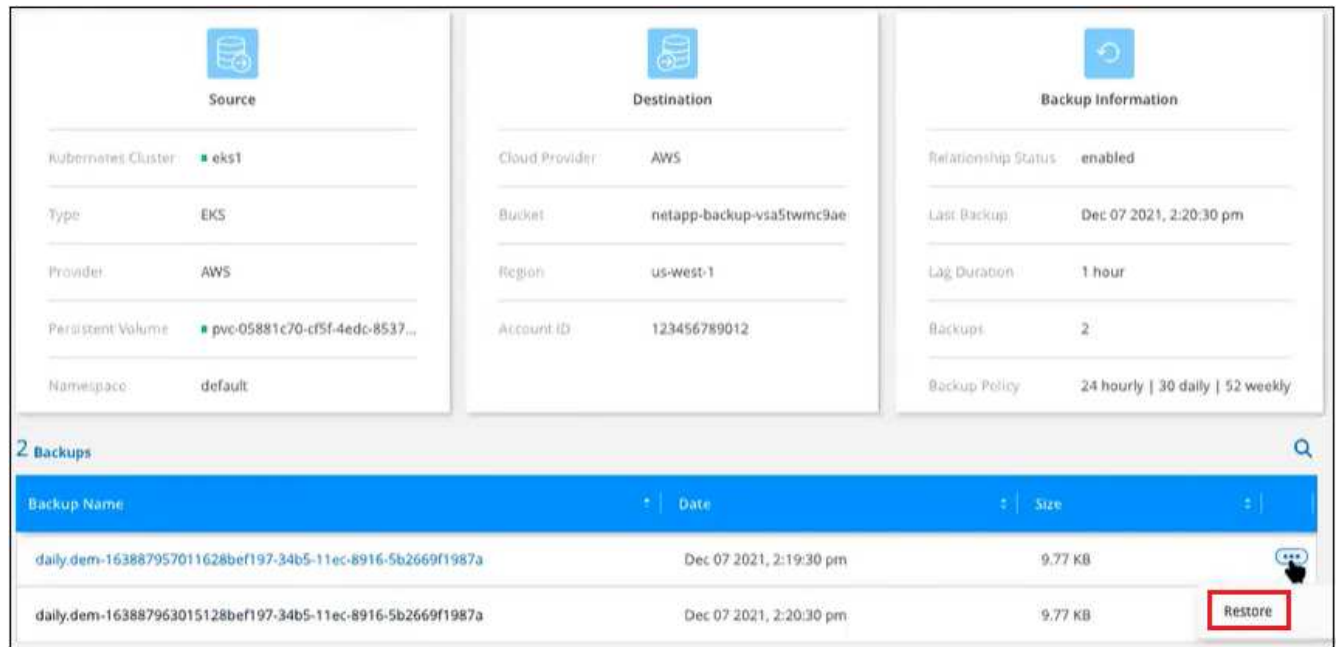 Source
Kubernetes Cluster eks1
Type EKS
Provider AWS
Persistent Volume pvc-05881c70-cf5f-4edc-8537...
Namespace default
Destination
Cloud Provider AWS
Bucket netapp-backup-vsa5twmc9ae
Region us-west-1
Account ID 123456789012
Backup Information
Relationship Status enabled
Last Backup Dec 07 2021, 2:20:30 pm
Lag Duration 1 hour
Backups 2
Backup Policy 24 hourly | 30 daily | 52 weekly
2 Backups
Backup Name Date Size
daily.dem-163887957011628bef197-34b5-11ec-8916-5b2669f1987a Dec 07 2021, 2:19:30 pm 9.77 KB
daily.dem-163887963015128bef197-34b5-11ec-8916-5b2669f1987a Dec 07 2021, 2:20:30 pm 9.77 KB
Restore